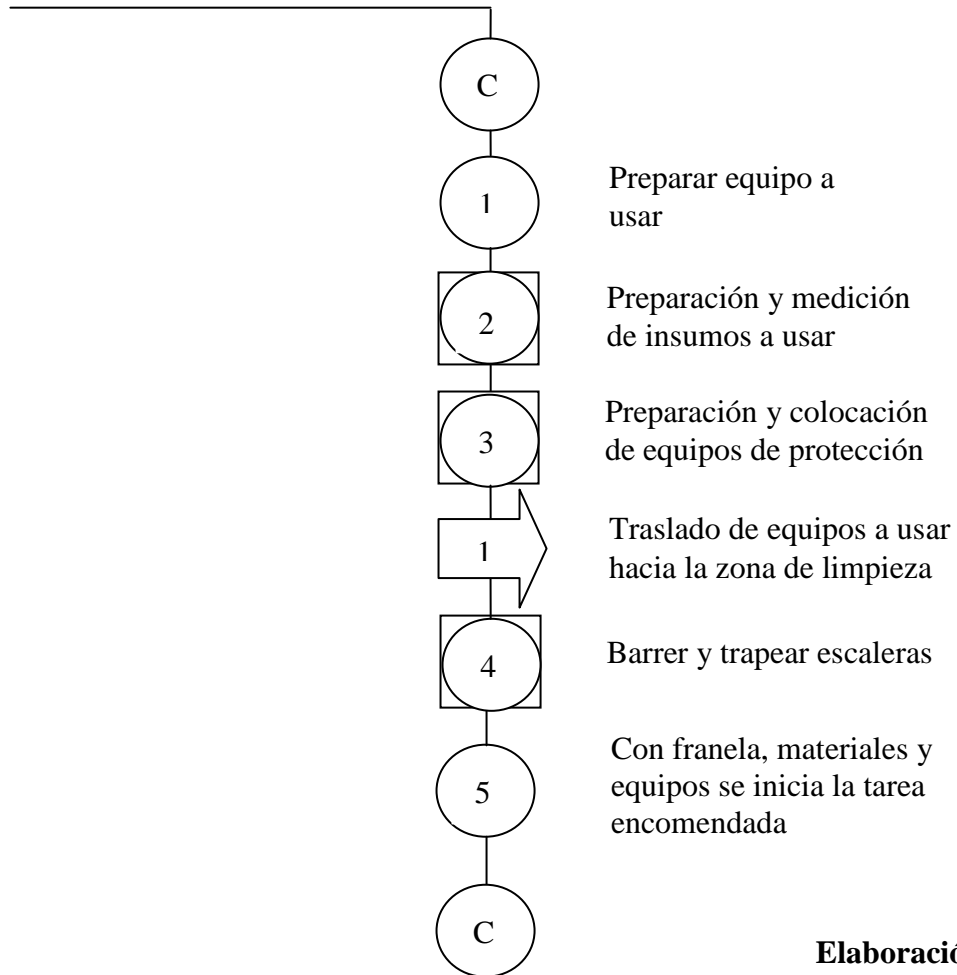 C
1
Preparar equipo a
usar
2
Preparación y medición
de insumos a usar
3
Preparación y colocación
de equipos de protección
1
Traslado de equipos a usar
hacia la zona de limpieza
4
Barrer y trapear escaleras
5
Con franela, materiales y
equipos se inicia la tarea
encomendada
C
Elaboració